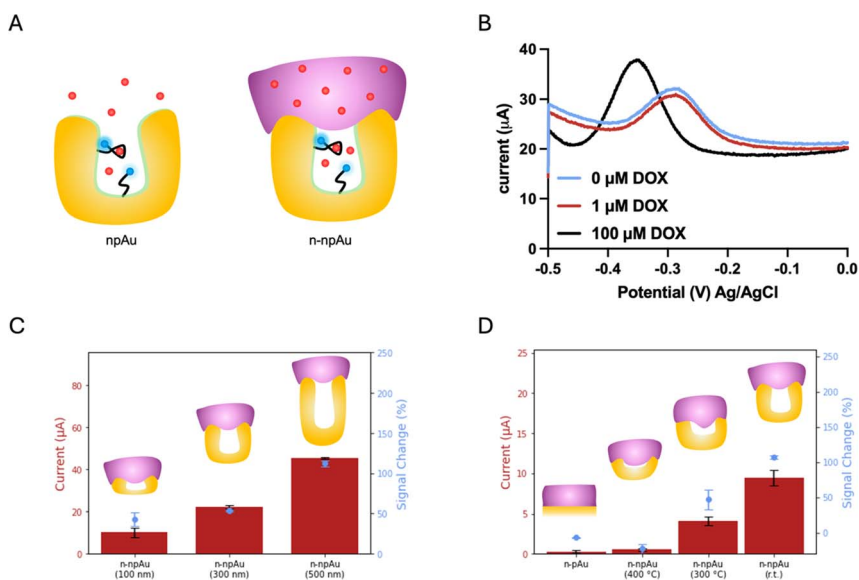 A
npAu
n-npAu
B
40
30
20
10
0
current (μA)
0 μM DOX
1 μM DOX
100 μM DOX
-0.5
-0.4
-0.3
-0.2
-0.1
0.0
Potential (V) Ag/AgCl
C
80
60
40
20
0
Current (μA)
250
200
150
100
50
0
Signal Change (%)
n-npAu
(100 nm)
n-npAu
(300 nm)
n-npAu
(500 nm)
D
25
20
15
10
5
0
Current (μA)
250
200
150
100
50
0
Signal Change (%)
n-pAu
n-npAu
(400 °C)
n-npAu
(300 °C)
n-npAu
(r.t.)